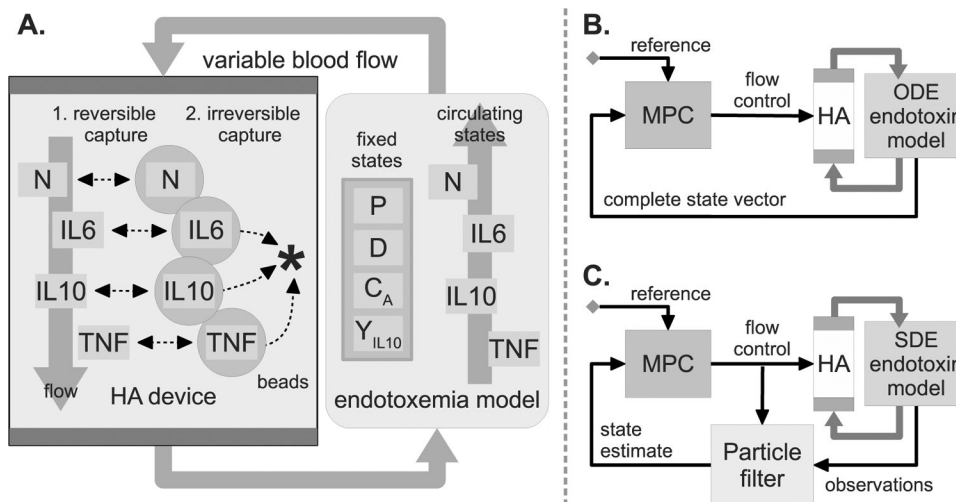 A.
variable blood flow
1. reversible
capture
2. irreversible
capture
N
N
IL6
IL6
IL10
IL10
TNF
TNF
*
flow
HA device
beads
fixed
states
P
D
CA
YIL10
circulating
states
N
IL6
IL10
TNF
endotoxemia model
B.
reference
MPC
flow
control
HA
ODE
endotoxin
model
complete state vector
C.
reference
MPC
flow
control
HA
SDE
endotoxin
model
state
estimate
Particle
filter
observations